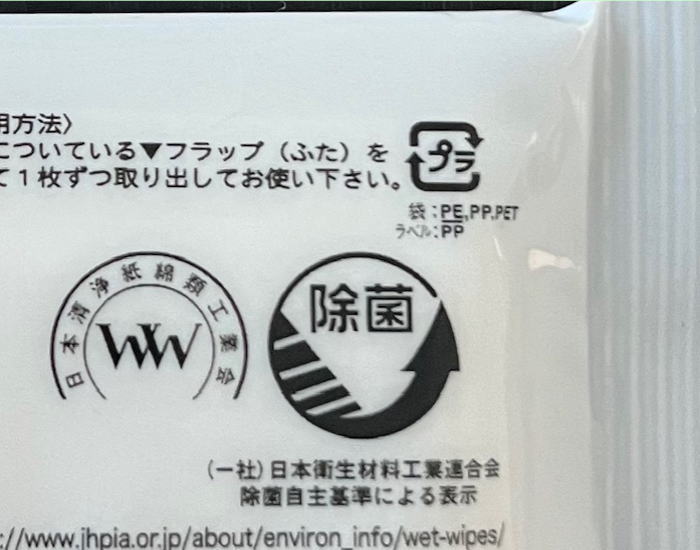 用方法〉
についている▼フラップ（ふた）を
て１枚ずつ取り出してお使い下さい。
プラ
袋：PE,PP,PET
ラベル：PP
日本清浄紙綿類工業会
WW
除菌
（一社）日本衛生材料工業連合会
除菌自主基準による表示
://www.jhpia.or.jp/about/environ_info/wet-wipes/